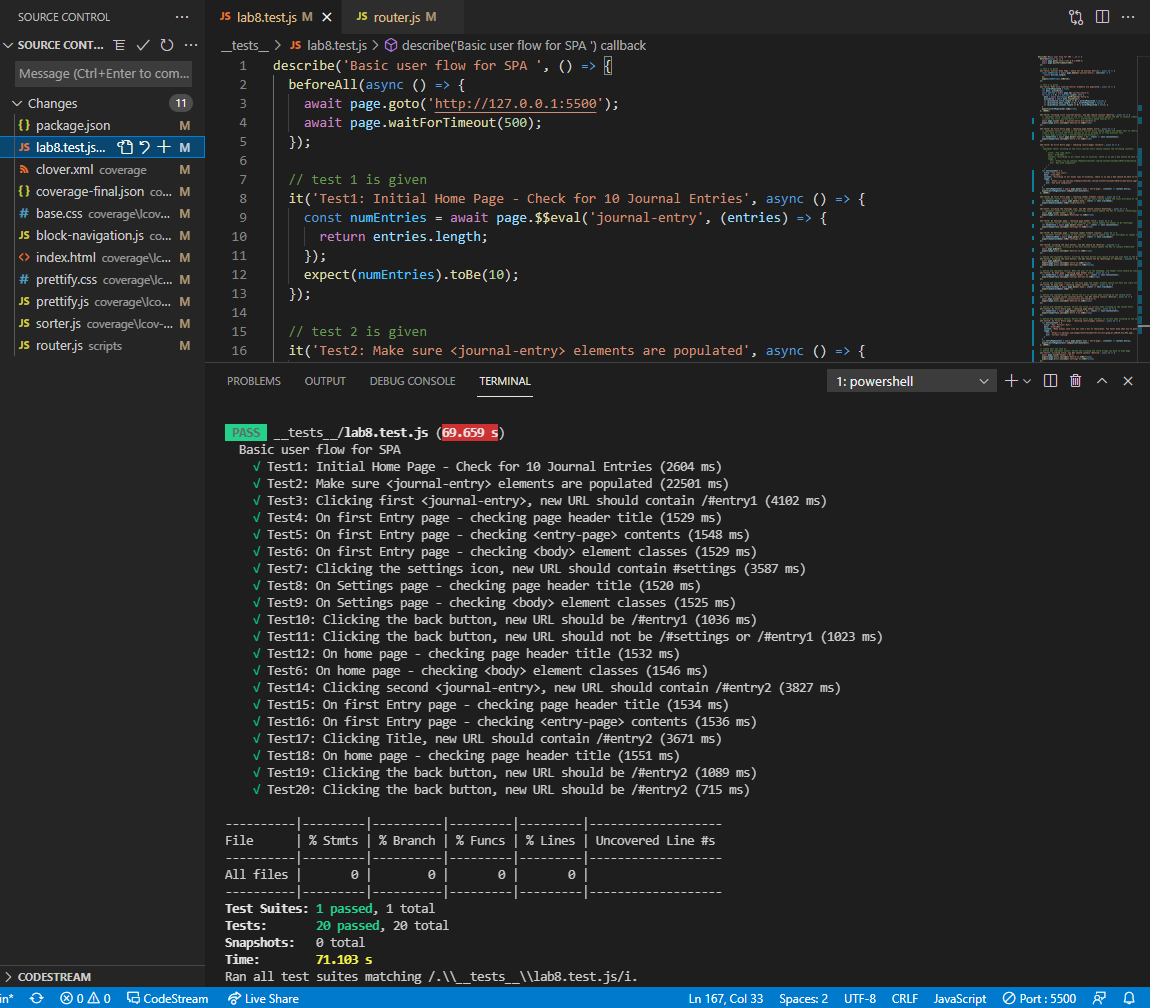 SOURCE CONTROL ···
SOURCE CONT... ···
Message (Ctrl+Enter to com...
Changes 11
{} package.json M
JS lab8.test.js... M
clover.xml coverage M
{} coverage-final.json co... M
# base.css coverage\lcov... M
JS block-navigation.js co... M
<> index.html coverage\lc... M
# prettify.css coverage\lc... M
JS prettify.js coverage\lco... M
JS sorter.js coverage\lcov-... M
JS router.js scripts M
CODESTREAM
JS lab8.test.js M
JS router.js M
···
__tests__ > JS lab8.test.js > describe('Basic user flow for SPA ') callback
1 describe('Basic user flow for SPA ', () => {
2 beforeAll(async () => {
3 await page.goto('http://127.0.0.1:5500');
4 await page.waitForTimeout(500);
5 });
6
7 // test 1 is given
8 it('Test1: Initial Home Page - Check for 10 Journal Entries', async () => {
9 const numEntries = await page.$$eval('journal-entry', (entries) => {
10 return entries.length;
11 });
12 expect(numEntries).toBe(10);
13 });
14
15 // test 2 is given
16 it('Test2: Make sure <journal-entry> elements are populated', async () => {
PROBLEMS OUTPUT DEBUG CONSOLE TERMINAL 1: powershell
PASS __tests__/lab8.test.js (69.659 s)
Basic user flow for SPA
√ Test1: Initial Home Page - Check for 10 Journal Entries (2604 ms)
√ Test2: Make sure <journal-entry> elements are populated (22501 ms)
√ Test3: Clicking first <journal-entry>, new URL should contain /#entry1 (4102 ms)
√ Test4: On first Entry page - checking page header title (1529 ms)
√ Test5: On first Entry page - checking <entry-page> contents (1548 ms)
√ Test6: On first Entry page - checking <body> element classes (1529 ms)
√ Test7: Clicking the settings icon, new URL should contain #settings (3587 ms)
√ Test8: On Settings page - checking page header title (1520 ms)
√ Test9: On Settings page - checking <body> element classes (1525 ms)
√ Test10: Clicking the back button, new URL should be /#entry1 (1036 ms)
√ Test11: Clicking the back button, new URL should not be /#settings or /#entry1 (1023 ms)
√ Test12: On home page - checking page header title (1532 ms)
√ Test6: On home page - checking <body> element classes (1546 ms)
√ Test14: Clicking second <journal-entry>, new URL should contain /#entry2 (3827 ms)
√ Test15: On first Entry page - checking page header title (1534 ms)
√ Test16: On first Entry page - checking <entry-page> contents (1536 ms)
√ Test17: Clicking Title, new URL should contain /#entry2 (3671 ms)
√ Test18: On home page - checking page header title (1551 ms)
√ Test19: Clicking the back button, new URL should be /#entry2 (1089 ms)
√ Test20: Clicking the back button, new URL should be /#entry2 (715 ms)
----------|---------|----------|---------|---------|-------------------
File | % Stmts | % Branch | % Funcs | % Lines | Uncovered Line #s
----------|---------|----------|---------|---------|-------------------
All files | 0 | 0 | 0 | 0 |
----------|---------|----------|---------|---------|-------------------
Test Suites: 1 passed, 1 total
Tests: 20 passed, 20 total
Snapshots: 0 total
Time: 71.103 s
Ran all test suites matching /.\\__tests__\\lab8.test.js/i.
in* 0 0 CodeStream Live Share Ln 167, Col 33 Spaces: 2 UTF-8 CRLF JavaScript Port : 5500